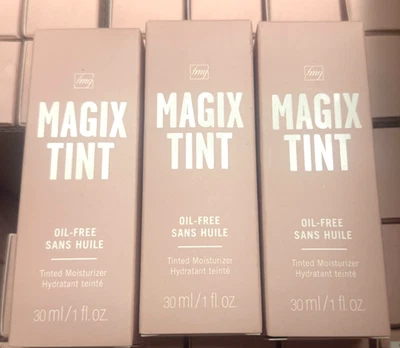 fmg
MAGIX
TINT
OIL-FREE
SANS HUILE
Tinted Moisturizer
Hydratant teinté
30 ml/1 fl.oz.
fmg
MAGIX
TINT
OIL-FREE
SANS HUILE
Tinted Moisturizer
Hydratant teinté
30 ml/1 fl.oz.
fmg
MAGIX
TINT
OIL-FREE
SANS HUILE
Tinted Moisturizer
Hydratant teinté
30 ml/1 fl.oz.